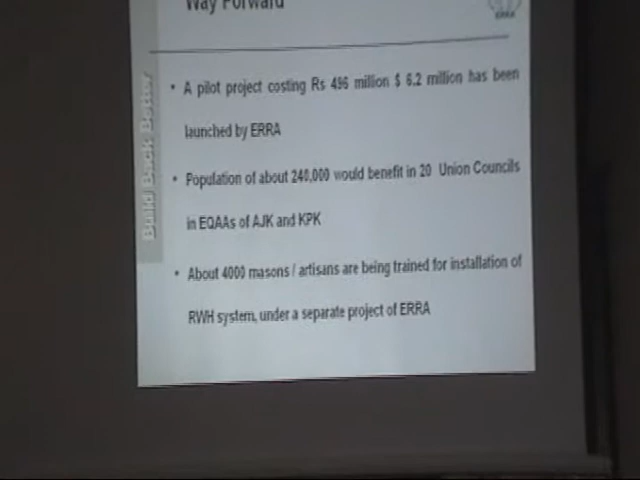 Way Forward
ERRA
Build Back Better
• A pilot project costing Rs 496 million $ 6.2 million has been
launched by ERRA
• Population of about 240,000 would benefit in 20 Union Councils
in EQAAs of AJK and KPK
• About 4000 masons / artisans are being trained for installation of
RWH system, under a separate project of ERRA